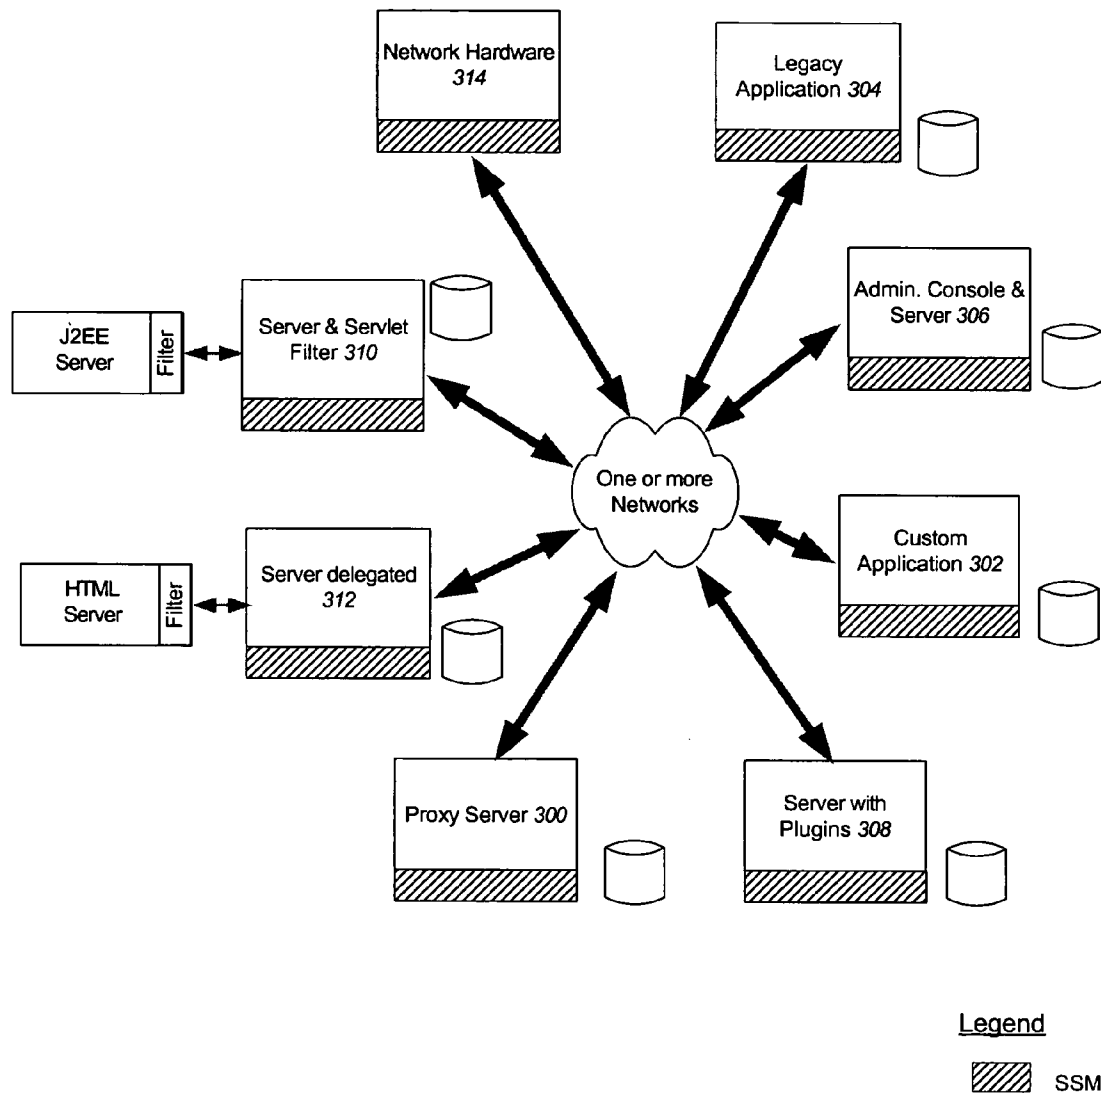 Network Hardware
314
Legacy
Application 304
Admin. Console &
Server 306
J2EE
Server
Filter
Server & Servlet
Filter 310
One or more
Networks
Custom
Application 302
HTML
Server
Filter
Server delegated
312
Proxy Server 300
Server with
Plugins 308
Legend
SSM